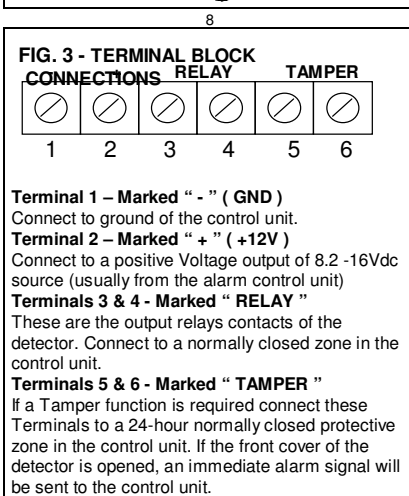 8
FIG. 3 - TERMINAL BLOCK
CONNECTIONS RELAY TAMPER
- +
1 2 3 4 5 6
Terminal 1 – Marked “ - ” ( GND )
Connect to ground of the control unit.
Terminal 2 – Marked “ + ” ( +12V )
Connect to a positive Voltage output of 8.2 -16Vdc
source (usually from the alarm control unit)
Terminals 3 & 4 - Marked “ RELAY ”
These are the output relays contacts of the
detector. Connect to a normally closed zone in the
control unit.
Terminals 5 & 6 - Marked “ TAMPER ”
If a Tamper function is required connect these
Terminals to a 24-hour normally closed protective
zone in the control unit. If the front cover of the
detector is opened, an immediate alarm signal will
be sent to the control unit.